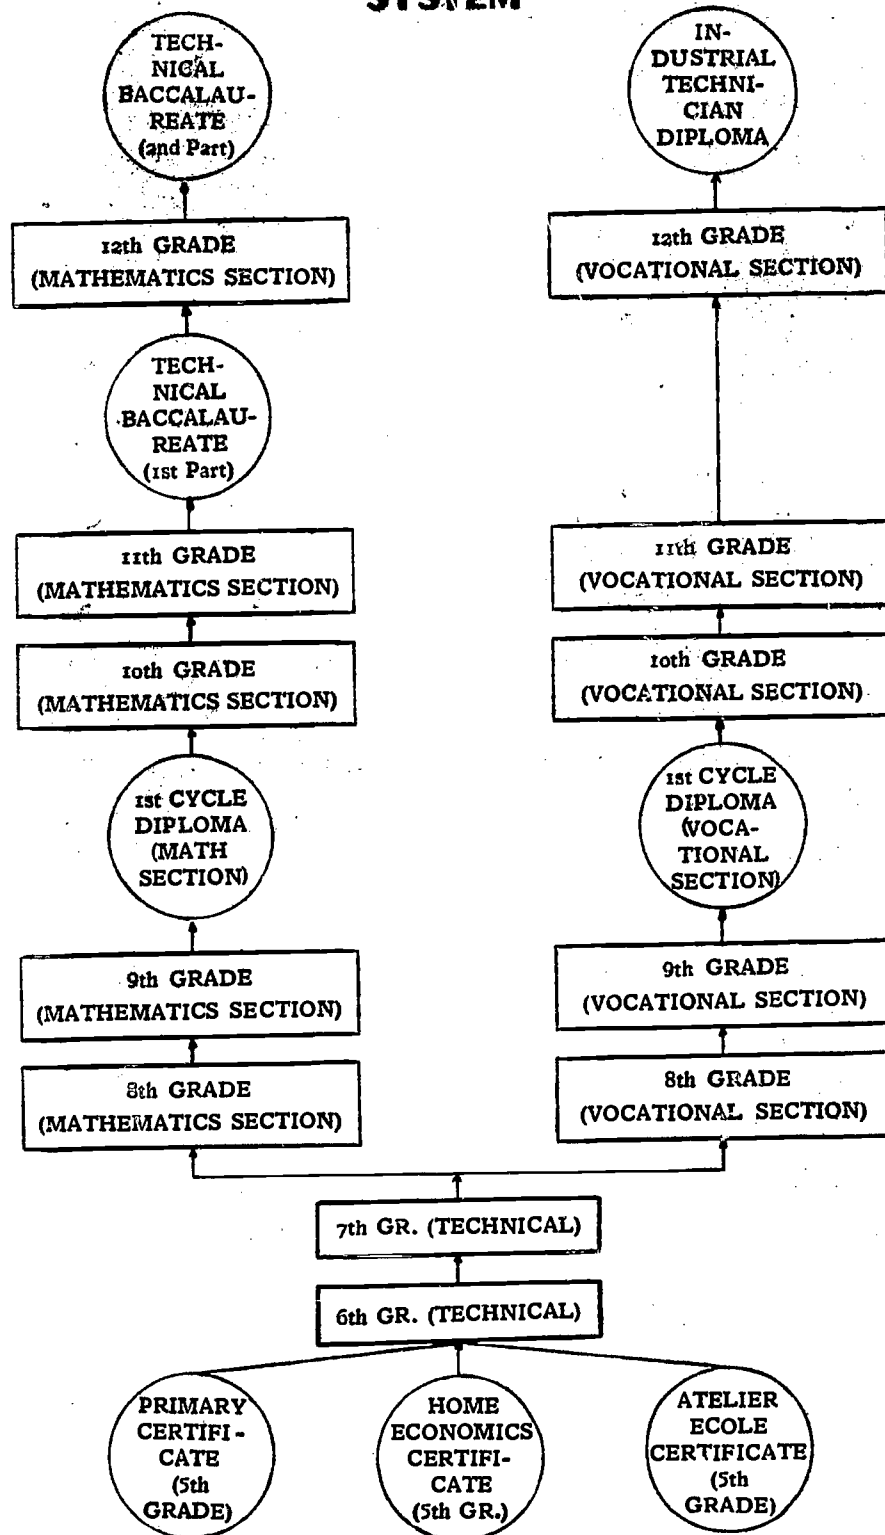 SYSTEM
TECH-
NICAL
BACCALAU-
REATE
(2nd Part)
IN-
DUSTRIAL
TECHNI-
CIAN
DIPLOMA
12th GRADE
(MATHEMATICS SECTION)
12th GRADE
(VOCATIONAL SECTION)
TECH-
NICAL
BACCALAU-
REATE
(1st Part)
11th GRADE
(MATHEMATICS SECTION)
11th GRADE
(VOCATIONAL SECTION)
10th GRADE
(MATHEMATICS SECTION)
10th GRADE
(VOCATIONAL SECTION)
1st CYCLE
DIPLOMA
(MATH
SECTION)
1st CYCLE
DIPLOMA
(VOCA-
TIONAL
SECTION)
9th GRADE
(MATHEMATICS SECTION)
9th GRADE
(VOCATIONAL SECTION)
8th GRADE
(MATHEMATICS SECTION)
8th GRADE
(VOCATIONAL SECTION)
7th GR. (TECHNICAL)
6th GR. (TECHNICAL)
PRIMARY
CERTIFI-
CATE
(5th
GRADE)
HOME
ECONOMICS
CERTIFI-
CATE
(5th GR.)
ATELIER
ECOLE
CERTIFICATE
(5th
GRADE)